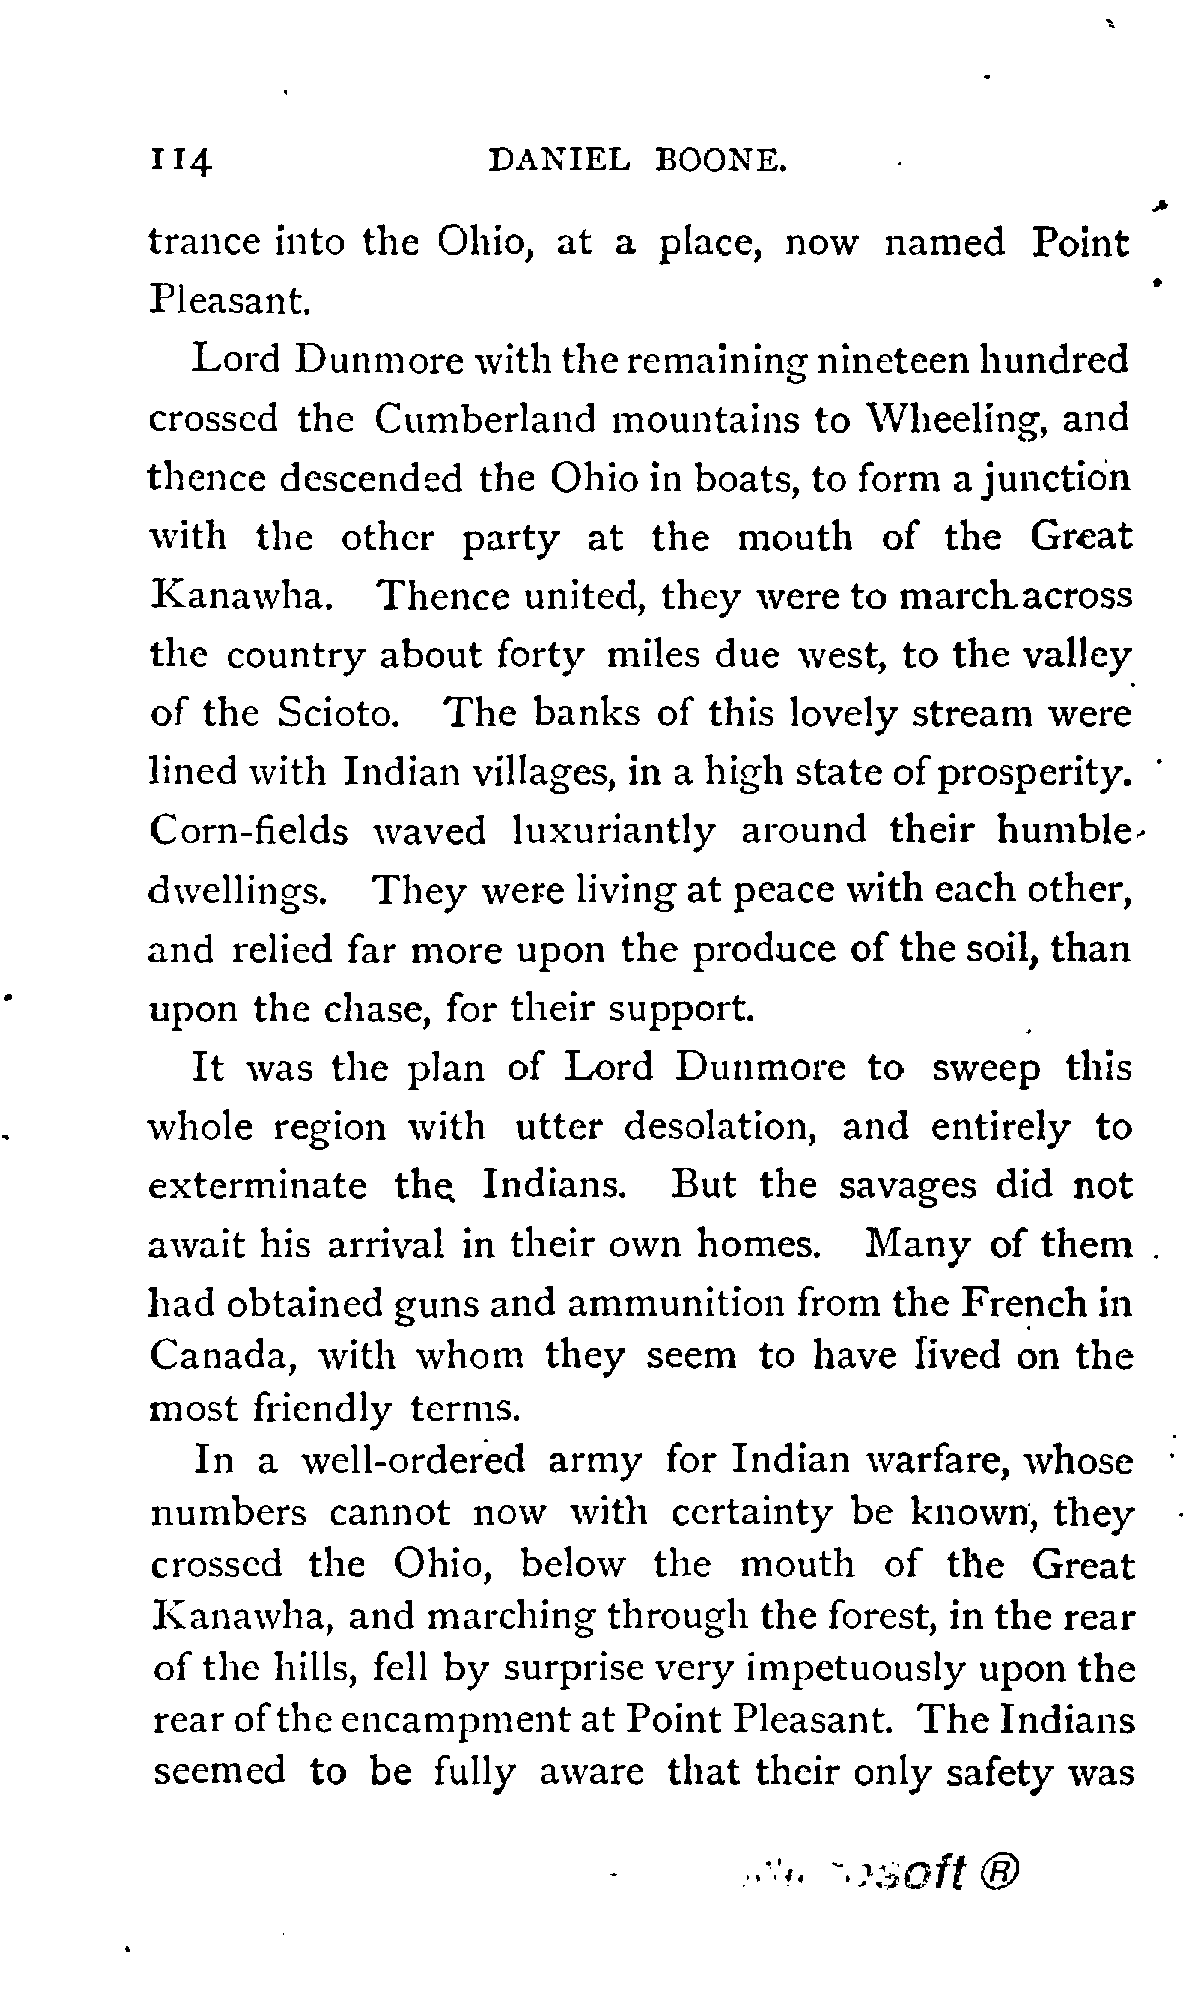 114 DANIEL BOONE.
trance into the Ohio, at a place, now named Point
Pleasant.
Lord Dunmore with the remaining nineteen hundred
crossed the Cumberland mountains to Wheeling, and
thence descended the Ohio in boats, to form a junction
with the other party at the mouth of the Great
Kanawha. Thence united, they were to march across
the country about forty miles due west, to the valley
of the Scioto. The banks of this lovely stream were
lined with Indian villages, in a high state of prosperity.
Corn-fields waved luxuriantly around their humble
dwellings. They were living at peace with each other,
and relied far more upon the produce of the soil, than
upon the chase, for their support.
It was the plan of Lord Dunmore to sweep this
whole region with utter desolation, and entirely to
exterminate the Indians. But the savages did not
await his arrival in their own homes. Many of them
had obtained guns and ammunition from the French in
Canada, with whom they seem to have lived on the
most friendly terms.
In a well-ordered army for Indian warfare, whose
numbers cannot now with certainty be known, they
crossed the Ohio, below the mouth of the Great
Kanawha, and marching through the forest, in the rear
of the hills, fell by surprise very impetuously upon the
rear of the encampment at Point Pleasant. The Indians
seemed to be fully aware that their only safety was
®